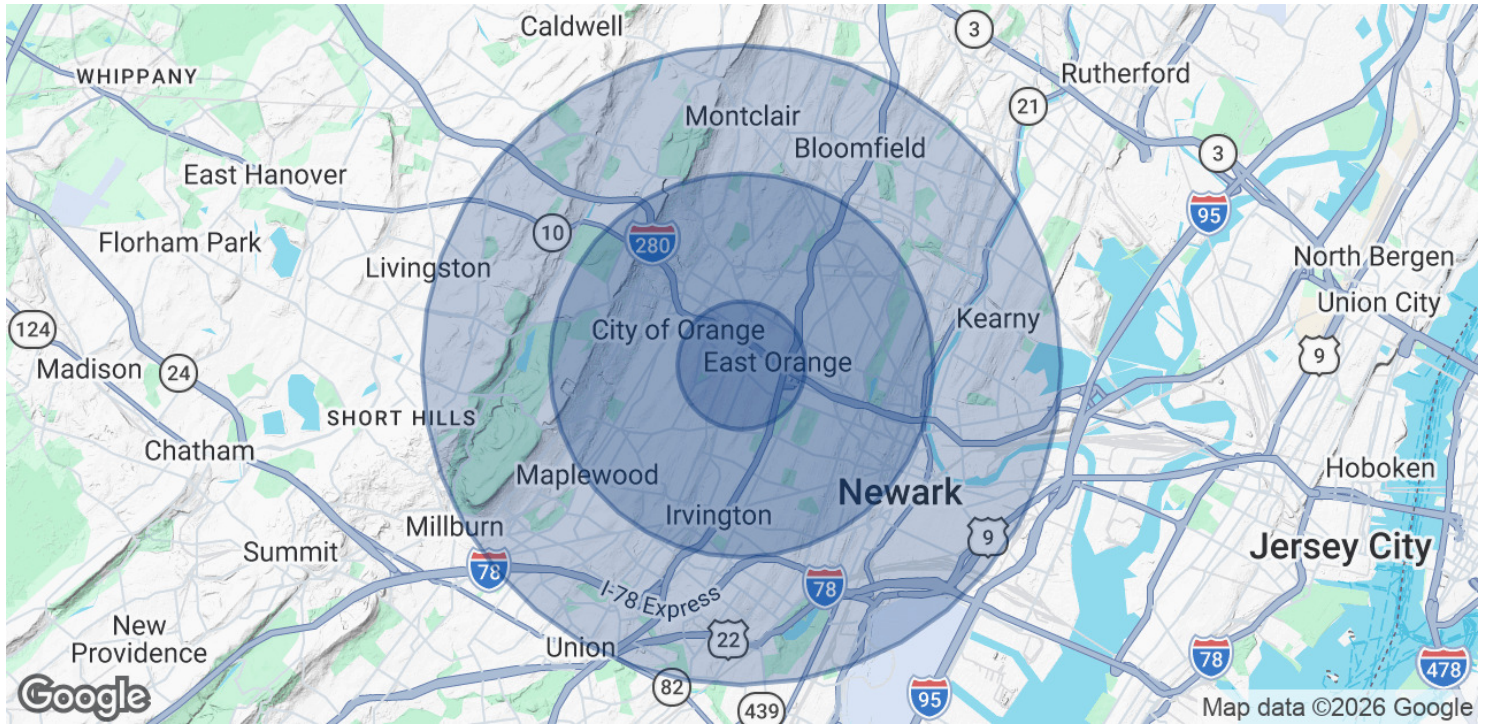 Caldwell
3
WHIPPANY
Rutherford
21
Montclair
Bloomfield
3
East Hanover
95
10
280
Florham Park
Livingston
North Bergen
Union City
124
City of Orange
Kearny
East Orange
9
Madison
24
SHORT HILLS
Chatham
Maplewood
Hoboken
Newark
Irvington
Millburn
9
Jersey City
Summit
78
78
I-78 Express
New
Providence
22
Union
78
478
82
95
439
Google
Map data ©2026 Google